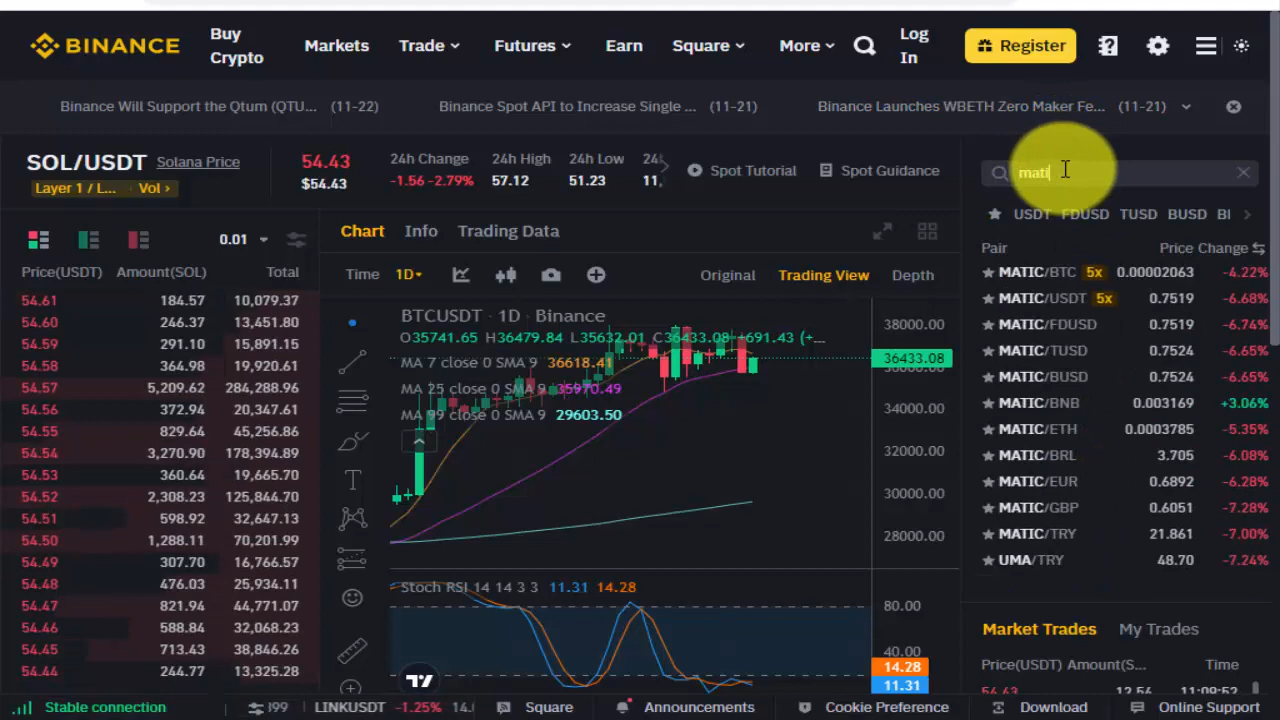 BINANCE
Buy Crypto
Markets
Trade
Futures
Earn
Square
More
Log In
Register
Binance Will Support the Qtum (QTU... (11-22)
Binance Spot API to Increase Single ... (11-21)
Binance Launches WBETH Zero Maker Fe... (11-21)
SOL/USDT Solana Price
Layer 1 / L... Vol
54.43
$54.43
24h Change
-1.56 -2.79%
24h High
57.12
24h Low
51.23
11,
Spot Tutorial
Spot Guidance
mati
USDT FDUSD TUSD BUSD
0.01
Price(USDT) Amount(SOL) Total
54.61 184.57 10,079.37
54.60 246.37 13,451.80
54.59 291.10 15,891.15
54.58 364.98 19,920.61
54.57 5,209.62 284,288.96
54.56 372.94 20,347.61
54.55 829.64 45,256.86
54.54 3,270.90 178,394.89
54.53 360.64 19,665.70
54.52 2,308.23 125,844.70
54.51 598.92 32,647.13
54.50 1,288.11 70,201.99
54.49 307.70 16,766.57
54.48 476.03 25,934.11
54.47 821.94 44,771.07
54.46 588.84 32,068.23
54.45 713.43 38,846.26
54.44 244.77 13,325.28
Chart Info Trading Data
Time 1D Original Trading View Depth
BTCUSDT · 1D · Binance
O35741.65 H36479.84 L35632.01 C36433.08 +691.43 (+...
MA 7 close 0 SMA 9 36618.41
MA 25 close 0 SMA 9 35970.49
MA 99 close 0 SMA 9 29603.50
38000.00
36433.08
34000.00
32000.00
30000.00
28000.00
Stoch RSI 14 14 3 3 11.31 14.28
80.00
40.00
14.28
11.31
Pair Price Change
MATIC/BTC 5x 0.00002063 -4.22%
MATIC/USDT 5x 0.7519 -6.68%
MATIC/FDUSD 0.7519 -6.74%
MATIC/TUSD 0.7524 -6.65%
MATIC/BUSD 0.7524 -6.65%
MATIC/BNB 0.003169 +3.06%
MATIC/ETH 0.0003785 -5.35%
MATIC/BRL 3.705 -6.08%
MATIC/EUR 0.6892 -6.28%
MATIC/GBP 0.6051 -7.28%
MATIC/TRY 21.861 -7.00%
UMA/TRY 48.70 -7.24%
Market Trades My Trades
Price(USDT) Amount(S... Time
54.43 12.54 11:09:52
Stable connection
LINKUSDT -1.25%
Square
Announcements
Cookie Preference
Download
Online Support